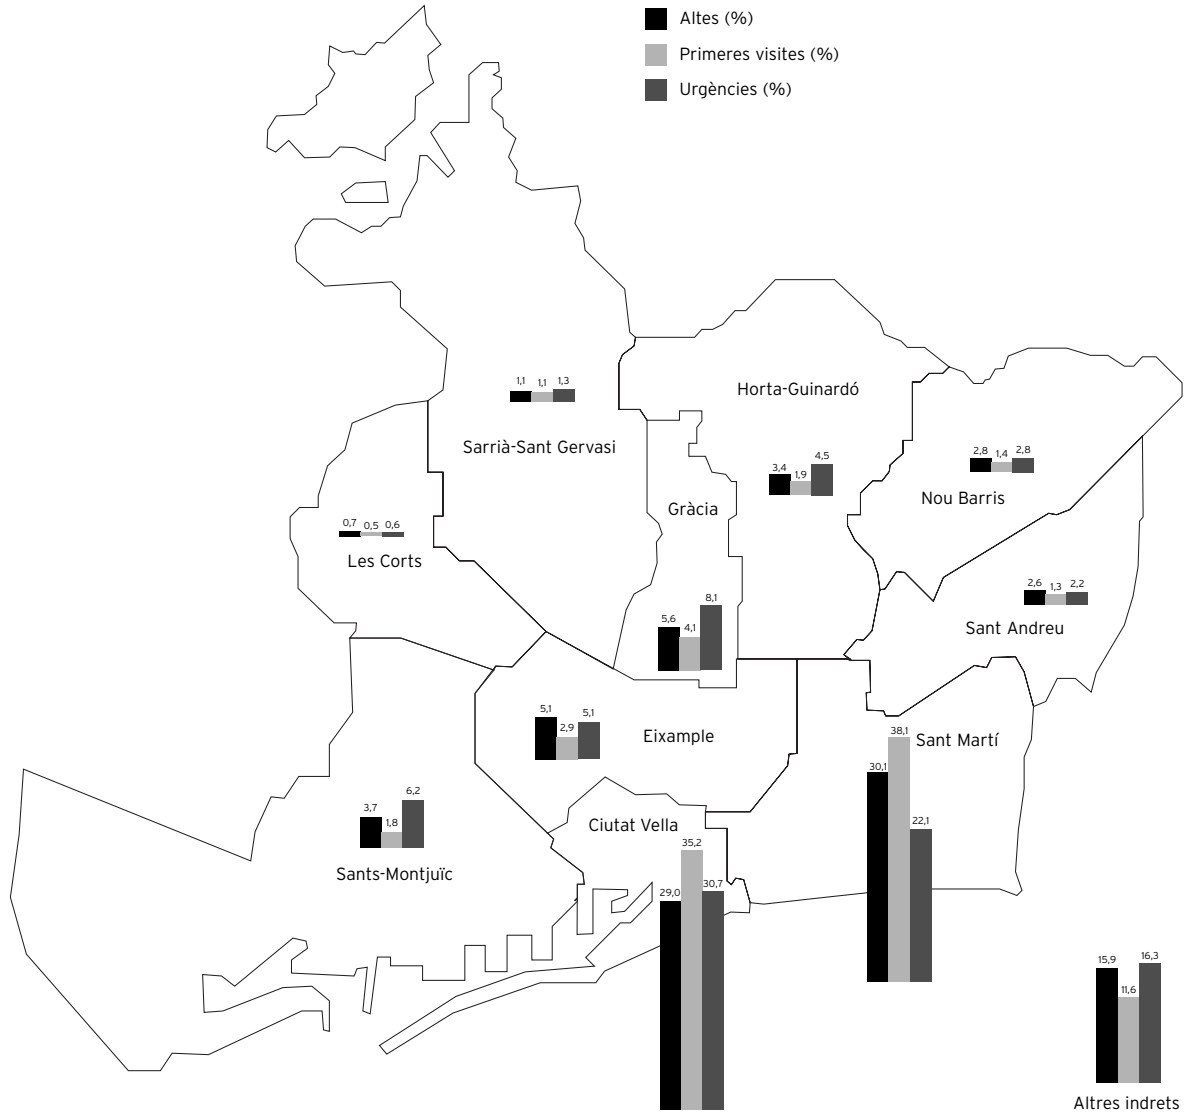 Altes (%)
Primeres visites (%)
Urgències (%)
1,1 1,1 1,3
Sarrià-Sant Gervasi
Horta-Guinardó
3,4 1,9 4,5
2,8 1,4 2,8
Nou Barris
Gràcia
5,6 4,1 8,1
0,7 0,5 0,6
Les Corts
2,6 1,3 2,2
Sant Andreu
5,1 2,9 5,1
Eixample
Sant Martí
30,1 38,1 22,1
3,7 1,8 6,2
Sants-Montjuïc
Ciutat Vella
29,0 35,2 30,7
15,9 11,6 16,3
Altres indrets